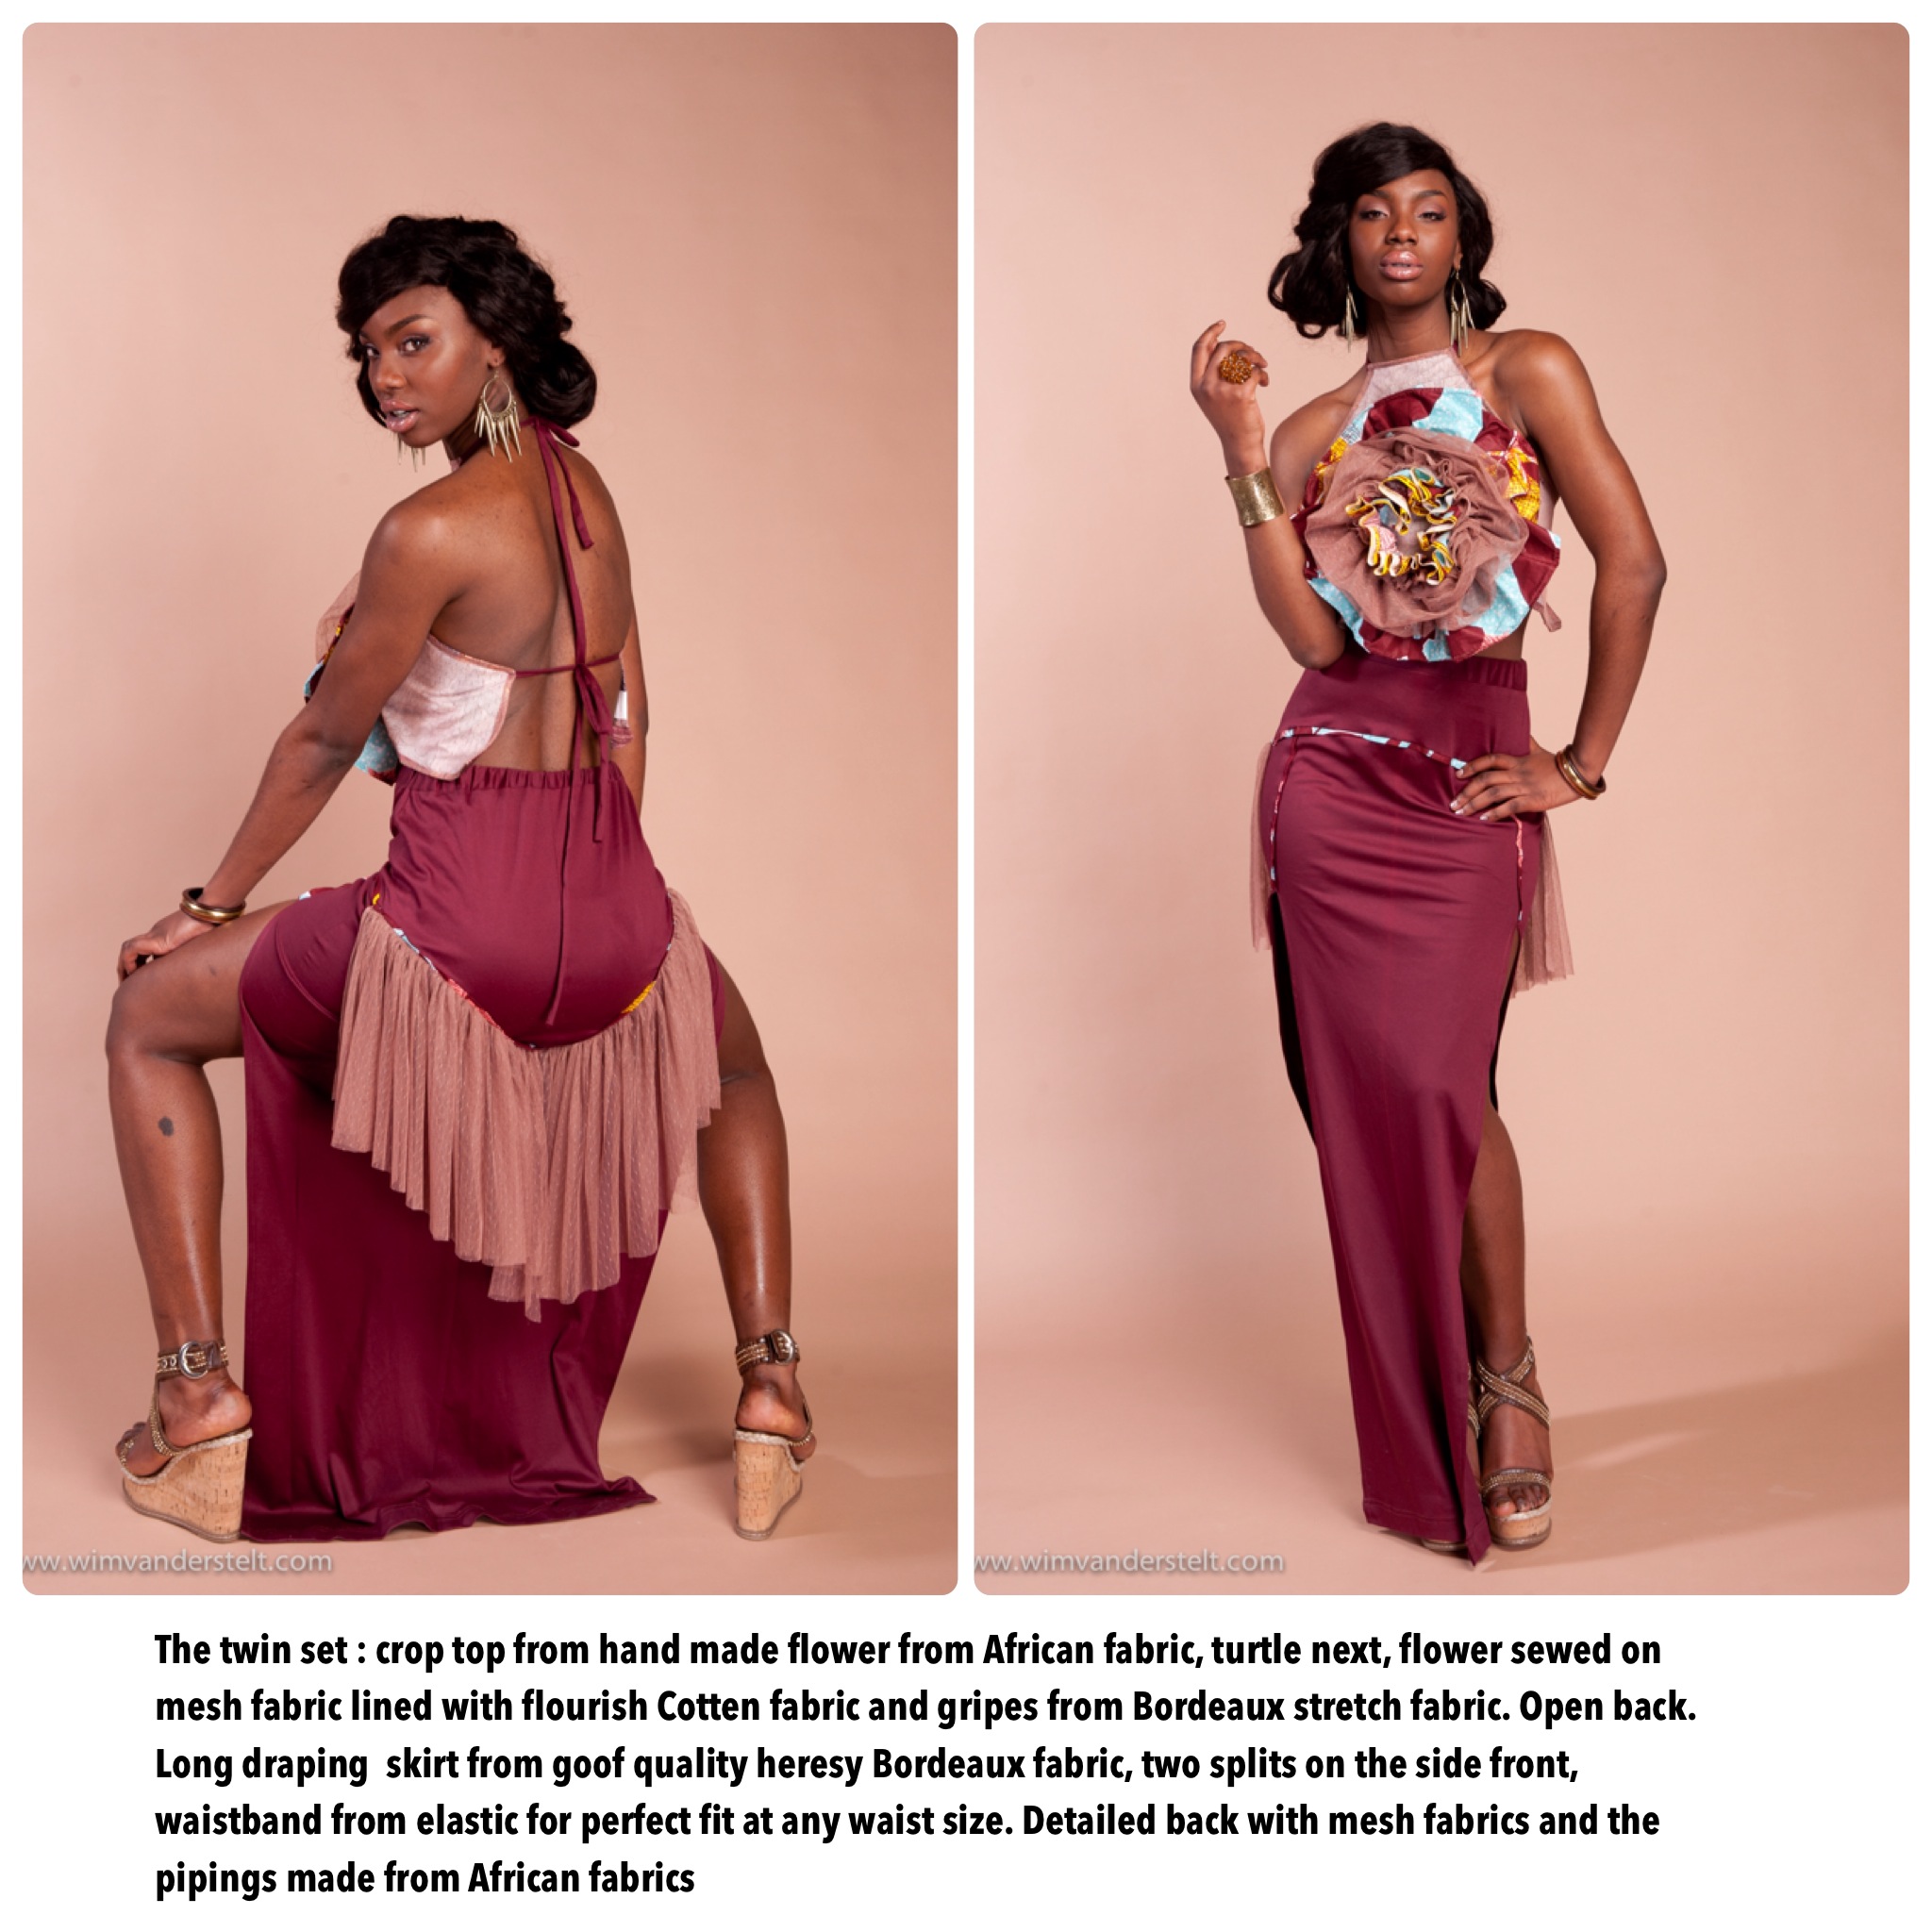 ww.wimvanderstelt.com
ww.wimvanderstelt.com
The twin set : crop top from hand made flower from African fabric, turtle next, flower sewed on
mesh fabric lined with flourish Cotten fabric and gripes from Bordeaux stretch fabric. Open back.
Long draping  skirt from goof quality heresy Bordeaux fabric, two splits on the side front,
waistband from elastic for perfect fit at any waist size. Detailed back with mesh fabrics and the
pipings made from African fabrics